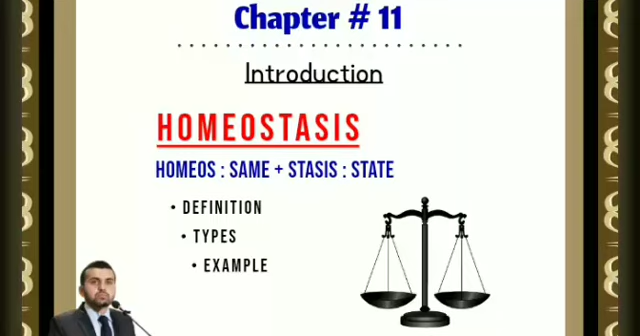 Chapter # 11
Introduction
HOMEOSTASIS
HOMEOS : SAME + STASIS : STATE
• DEFINITION
• TYPES
• EXAMPLE